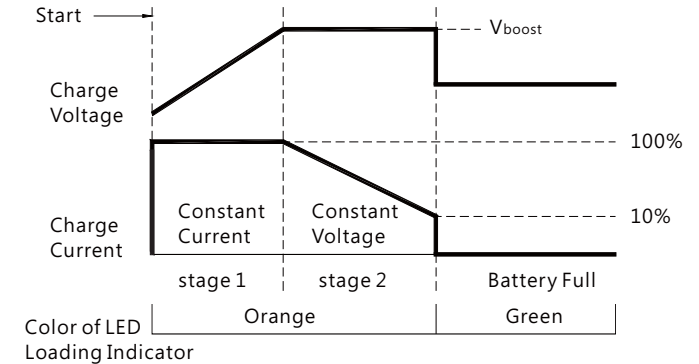 Start
Vboost
Charge
Voltage
100%
Constant
Current
Constant
Voltage
10%
Charge
Current
stage 1
stage 2
Battery Full
Color of LED
Loading Indicator
Orange
Green